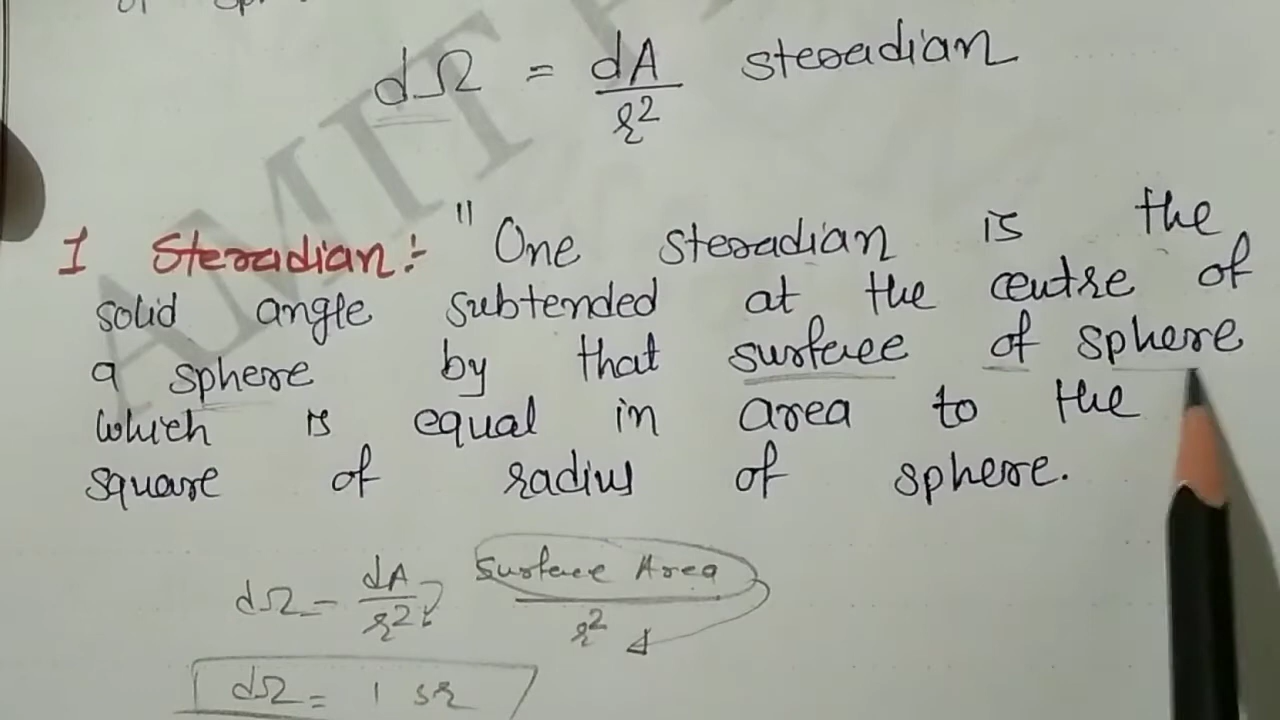 dΩ = dA/r² steradian
1 Steradian:- "One steradian is the
solid angle subtended at the centre of
a sphere by that surface of sphere
which is equal in area to the
square of radius of sphere.
dΩ = dA/r² Surface Area/r²
dΩ = 1 sr
AMIT